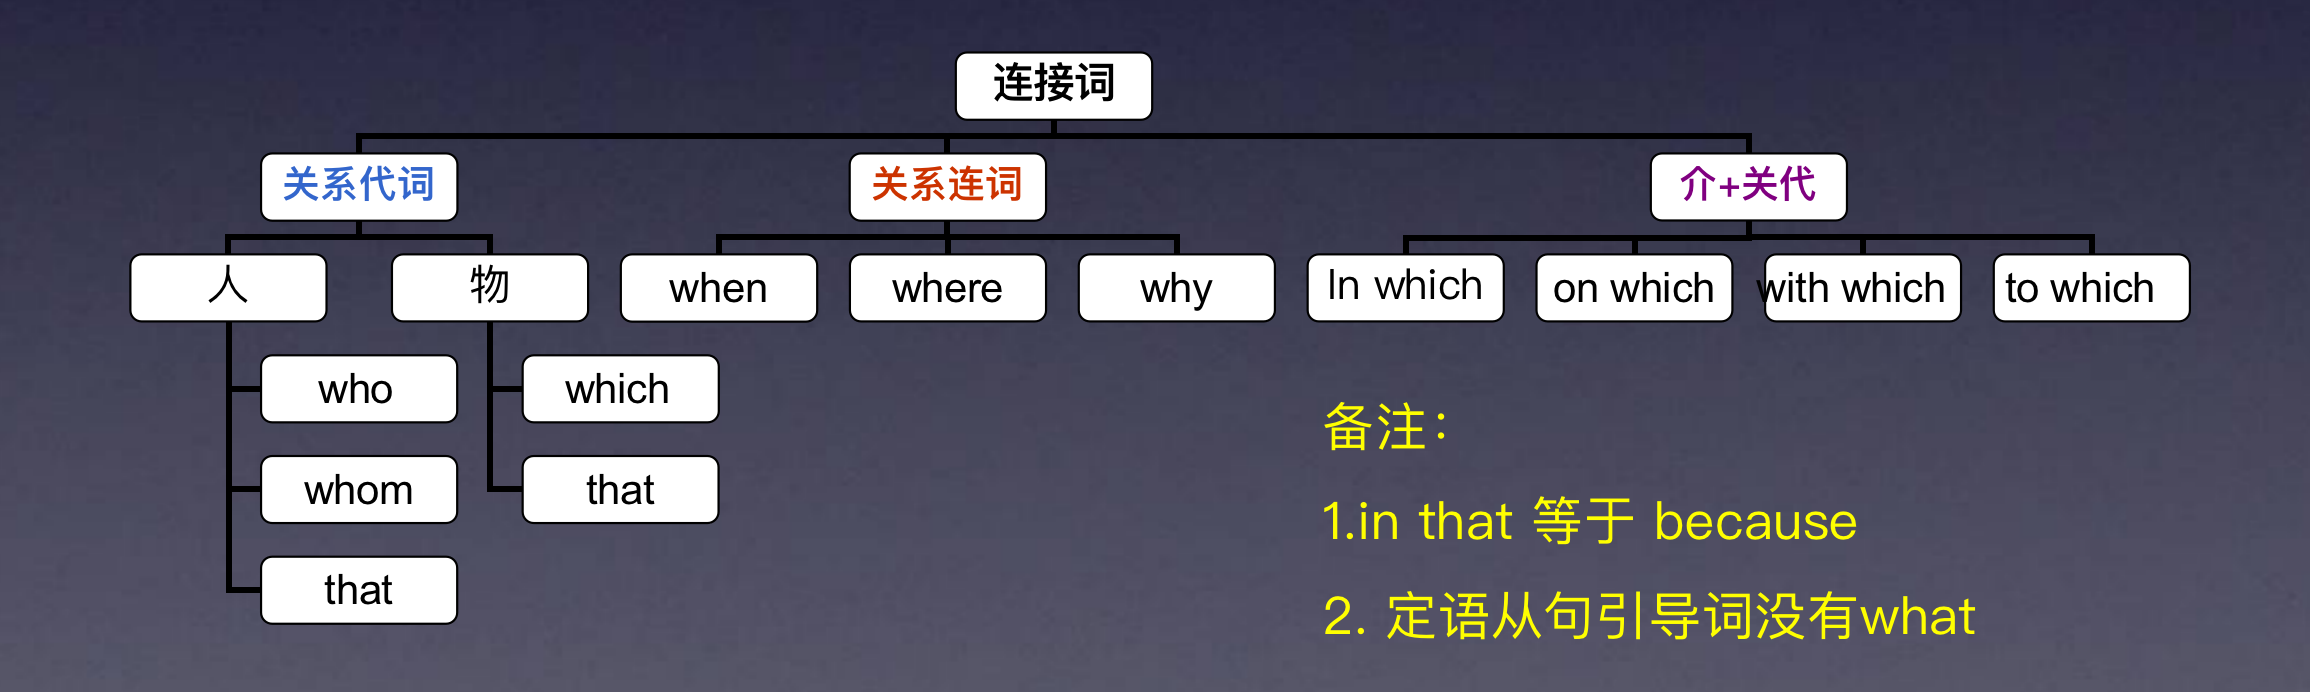 连接词
关系代词
关系连词
介+关代
人
物
when
where
why
In which
on which
with which
to which
who
which
whom
that
that
备注：
1.in that 等于 because
2. 定语从句引导词没有what